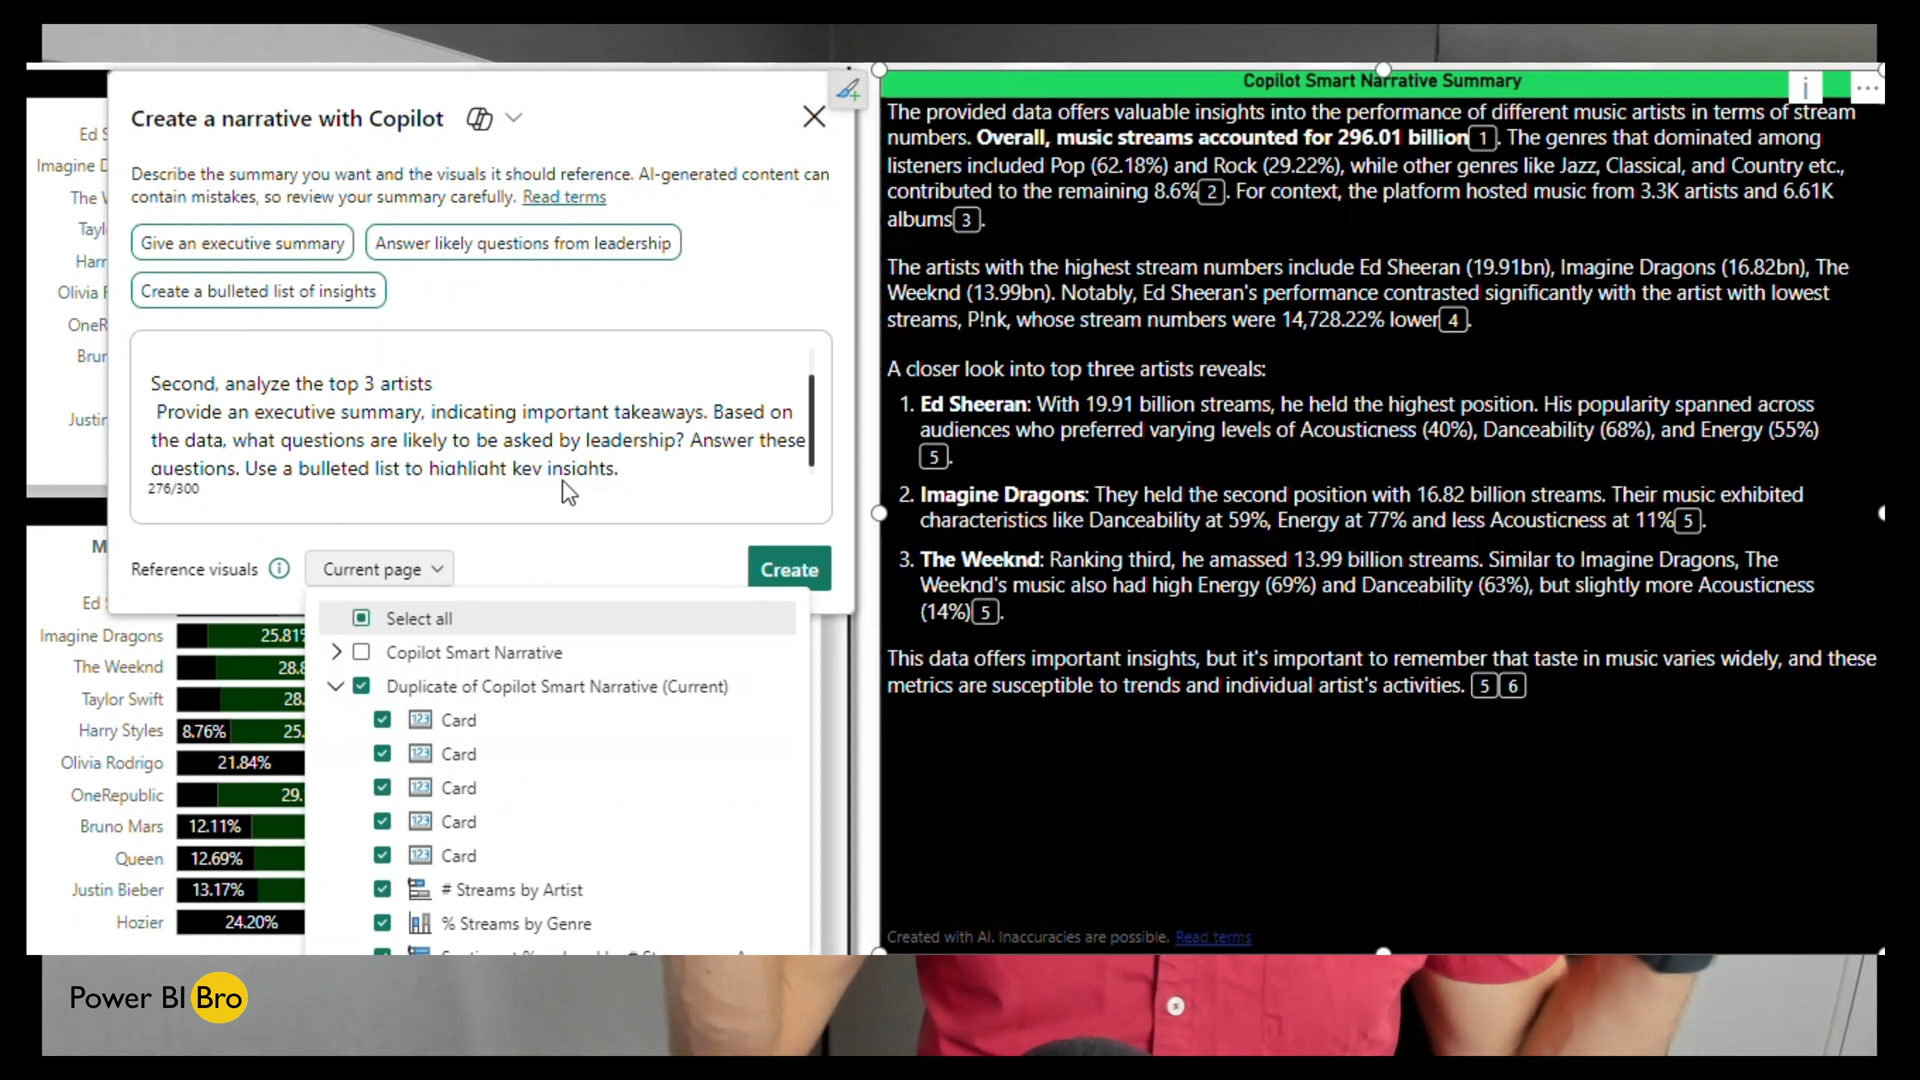 Create a narrative with Copilot
Describe the summary you want and the visuals it should reference. AI-generated content can
contain mistakes, so review your summary carefully. Read terms
Give an executive summary
Answer likely questions from leadership
Create a bulleted list of insights
Second, analyze the top 3 artists
Provide an executive summary, indicating important takeaways. Based on
the data, what questions are likely to be asked by leadership? Answer these
questions. Use a bulleted list to highlight key insights.
276/300
Reference visuals
Current page
Create
Select all
Copilot Smart Narrative
Duplicate of Copilot Smart Narrative (Current)
123 Card
123 Card
123 Card
123 Card
123 Card
# Streams by Artist
% Streams by Genre
Ed
Imagine
The
Olivia
Justin
Ed
Imagine Dragons 25.81%
The Weeknd 28.8
Taylor Swift 28.
Harry Styles 8.76% 25.
Olivia Rodrigo 21.84%
OneRepublic 29.
Bruno Mars 12.11%
Queen 12.69%
Justin Bieber 13.17%
Hozier 24.20%
Copilot Smart Narrative Summary
The provided data offers valuable insights into the performance of different music artists in terms of stream
numbers. Overall, music streams accounted for 296.01 billion 1 . The genres that dominated among
listeners included Pop (62.18%) and Rock (29.22%), while other genres like Jazz, Classical, and Country etc.,
contributed to the remaining 8.6% 2 . For context, the platform hosted music from 3.3K artists and 6.61K
albums 3 .
The artists with the highest stream numbers include Ed Sheeran (19.91bn), Imagine Dragons (16.82bn), The
Weeknd (13.99bn). Notably, Ed Sheeran's performance contrasted significantly with the artist with lowest
streams, P!nk, whose stream numbers were 14,728.22% lower 4 .
A closer look into top three artists reveals:
1. Ed Sheeran: With 19.91 billion streams, he held the highest position. His popularity spanned across
audiences who preferred varying levels of Acousticness (40%), Danceability (68%), and Energy (55%)
5 .
2. Imagine Dragons: They held the second position with 16.82 billion streams. Their music exhibited
characteristics like Danceability at 59%, Energy at 77% and less Acousticness at 11% 5 .
3. The Weeknd: Ranking third, he amassed 13.99 billion streams. Similar to Imagine Dragons, The
Weeknd's music also had high Energy (69%) and Danceability (63%), but slightly more Acousticness
(14%) 5 .
This data offers important insights, but it's important to remember that taste in music varies widely, and these
metrics are susceptible to trends and individual artist's activities. 5 6
Created with AI. Inaccuracies are possible. Read terms
Power BI Bro